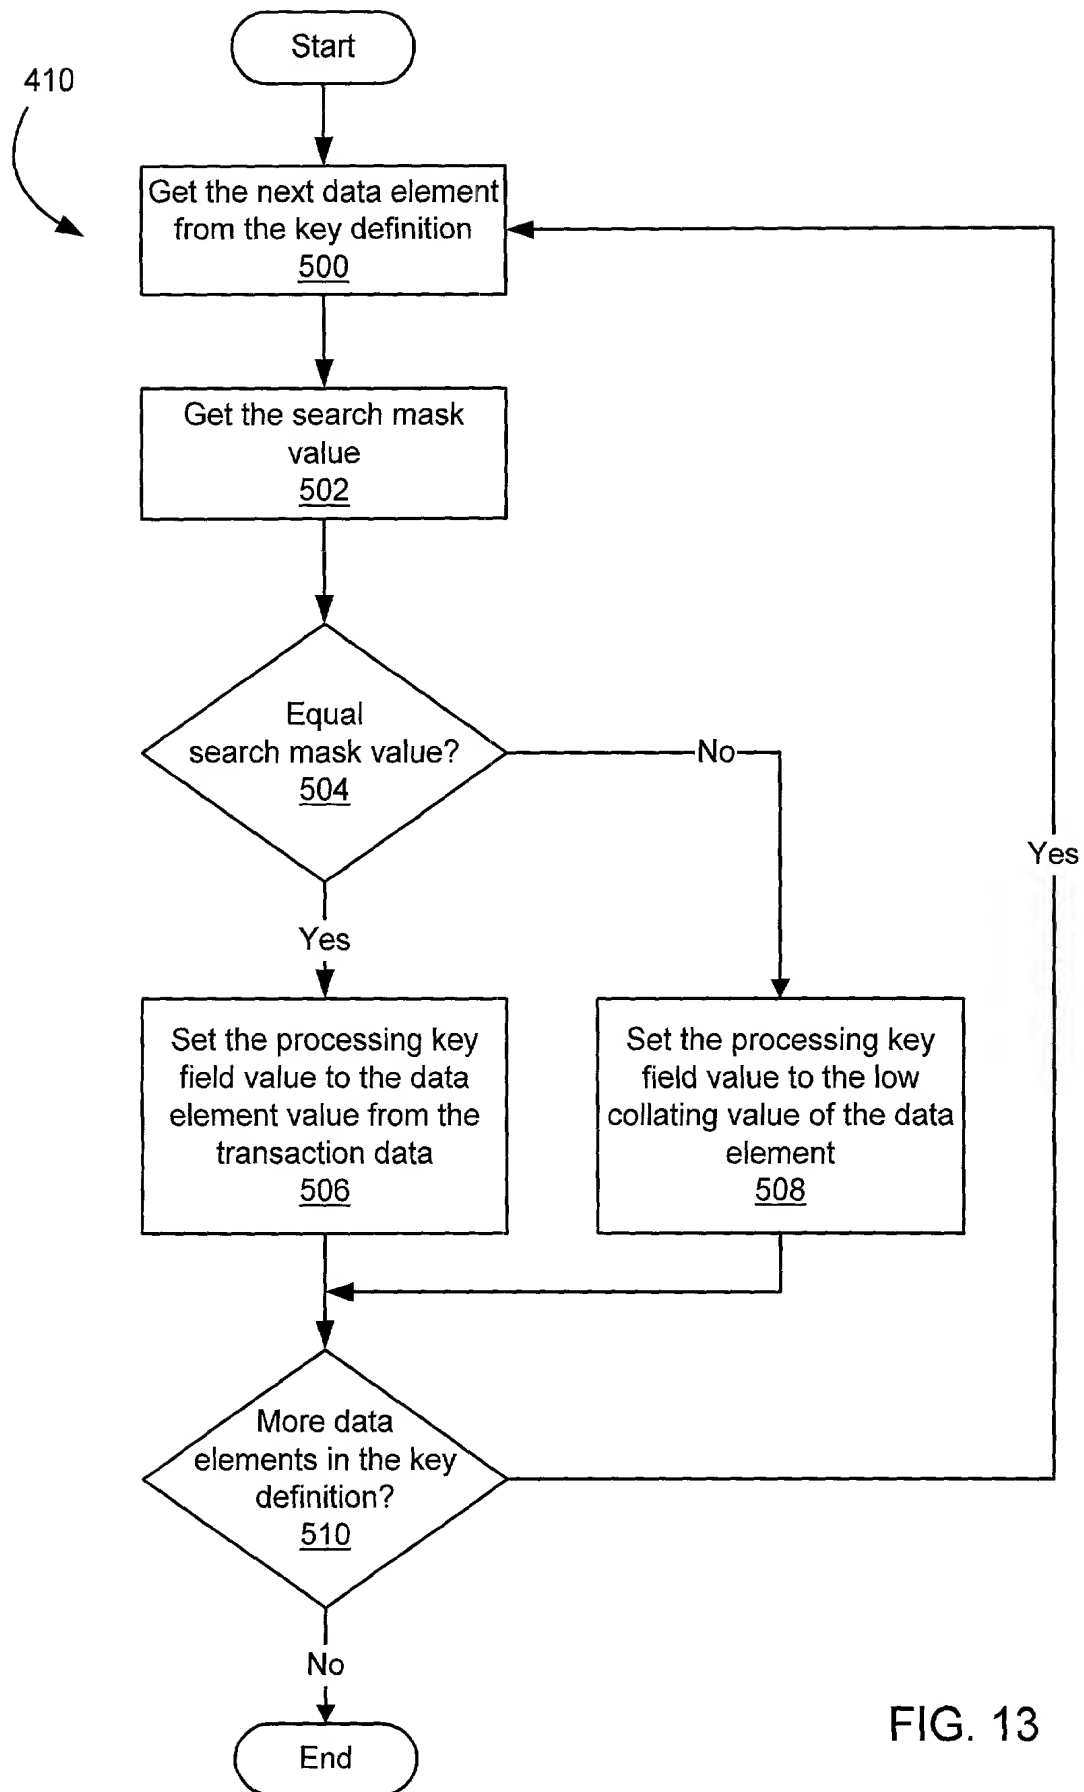 Start
410
Get the next data element
from the key definition
500
Get the search mask
value
502
Equal
search mask value?
504
No
Yes
Yes
Set the processing key
field value to the data
element value from the
transaction data
506
Set the processing key
field value to the low
collating value of the data
element
508
More data
elements in the key
definition?
510
No
End
FIG. 13